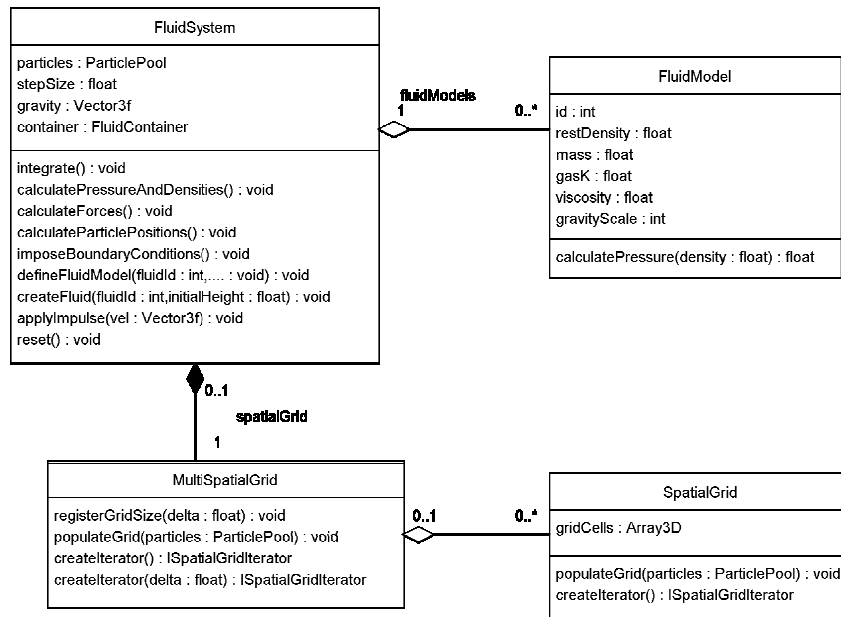 FluidSystem
particles : ParticlePool
stepSize : float
gravity : Vector3f
container : FluidContainer
integrate() : void
calculatePressureAndDensities() : void
calculateForces() : void
calculateParticlePositions() : void
imposeBoundaryConditions() : void
defineFluidModel(fluidId : int,.... : void) : void
createFluid(fluidId : int,initialHeight : float) : void
applyImpulse(vel : Vector3f) : void
reset() : void
fluidModels
1
0..*
FluidModel
id : int
restDensity : float
mass : float
gasK : float
viscosity : float
gravityScale : int
calculatePressure(density : float) : float
0..1
spatialGrid
1
MultiSpatialGrid
registerGridSize(delta : float) : void
populateGrid(particles : ParticlePool) : void
createIterator() : ISpatialGridIterator
createIterator(delta : float) : ISpatialGridIterator
0..1
0..*
SpatialGrid
gridCells : Array3D
populateGrid(particles : ParticlePool) : void
createIterator() : ISpatialGridIterator